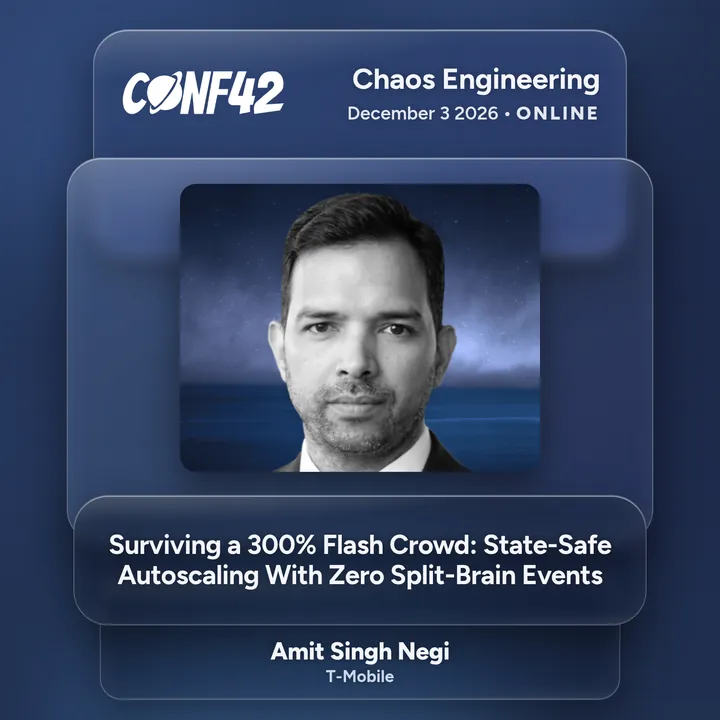 CONF42
Chaos Engineering
December 3 2026 • ONLINE
Surviving a 300% Flash Crowd: State-Safe
Autoscaling With Zero Split-Brain Events
Amit Singh Negi
T-Mobile